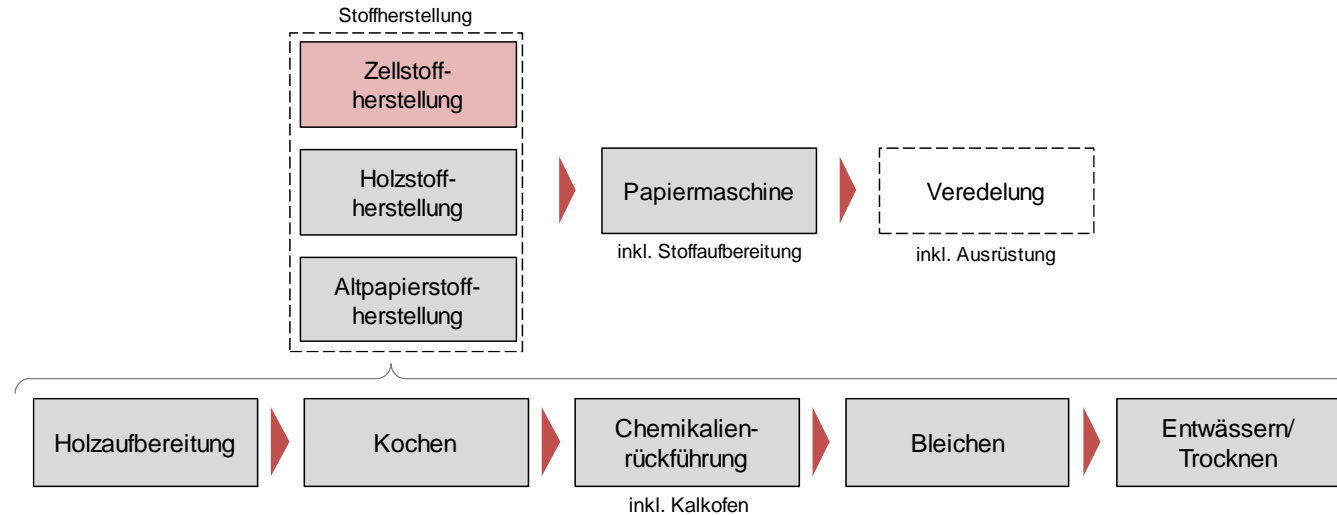 Stoffherstellung
Zellstoff-
herstellung
Holzstoff-
herstellung
Altpapierstoff-
herstellung
Papiermaschine
inkl. Stoffaufbereitung
Veredelung
inkl. Ausrüstung
Holzaufbereitung
Kochen
Chemikalien-
rückführung
inkl. Kalkofen
Bleichen
Entwässern/
Trocknen